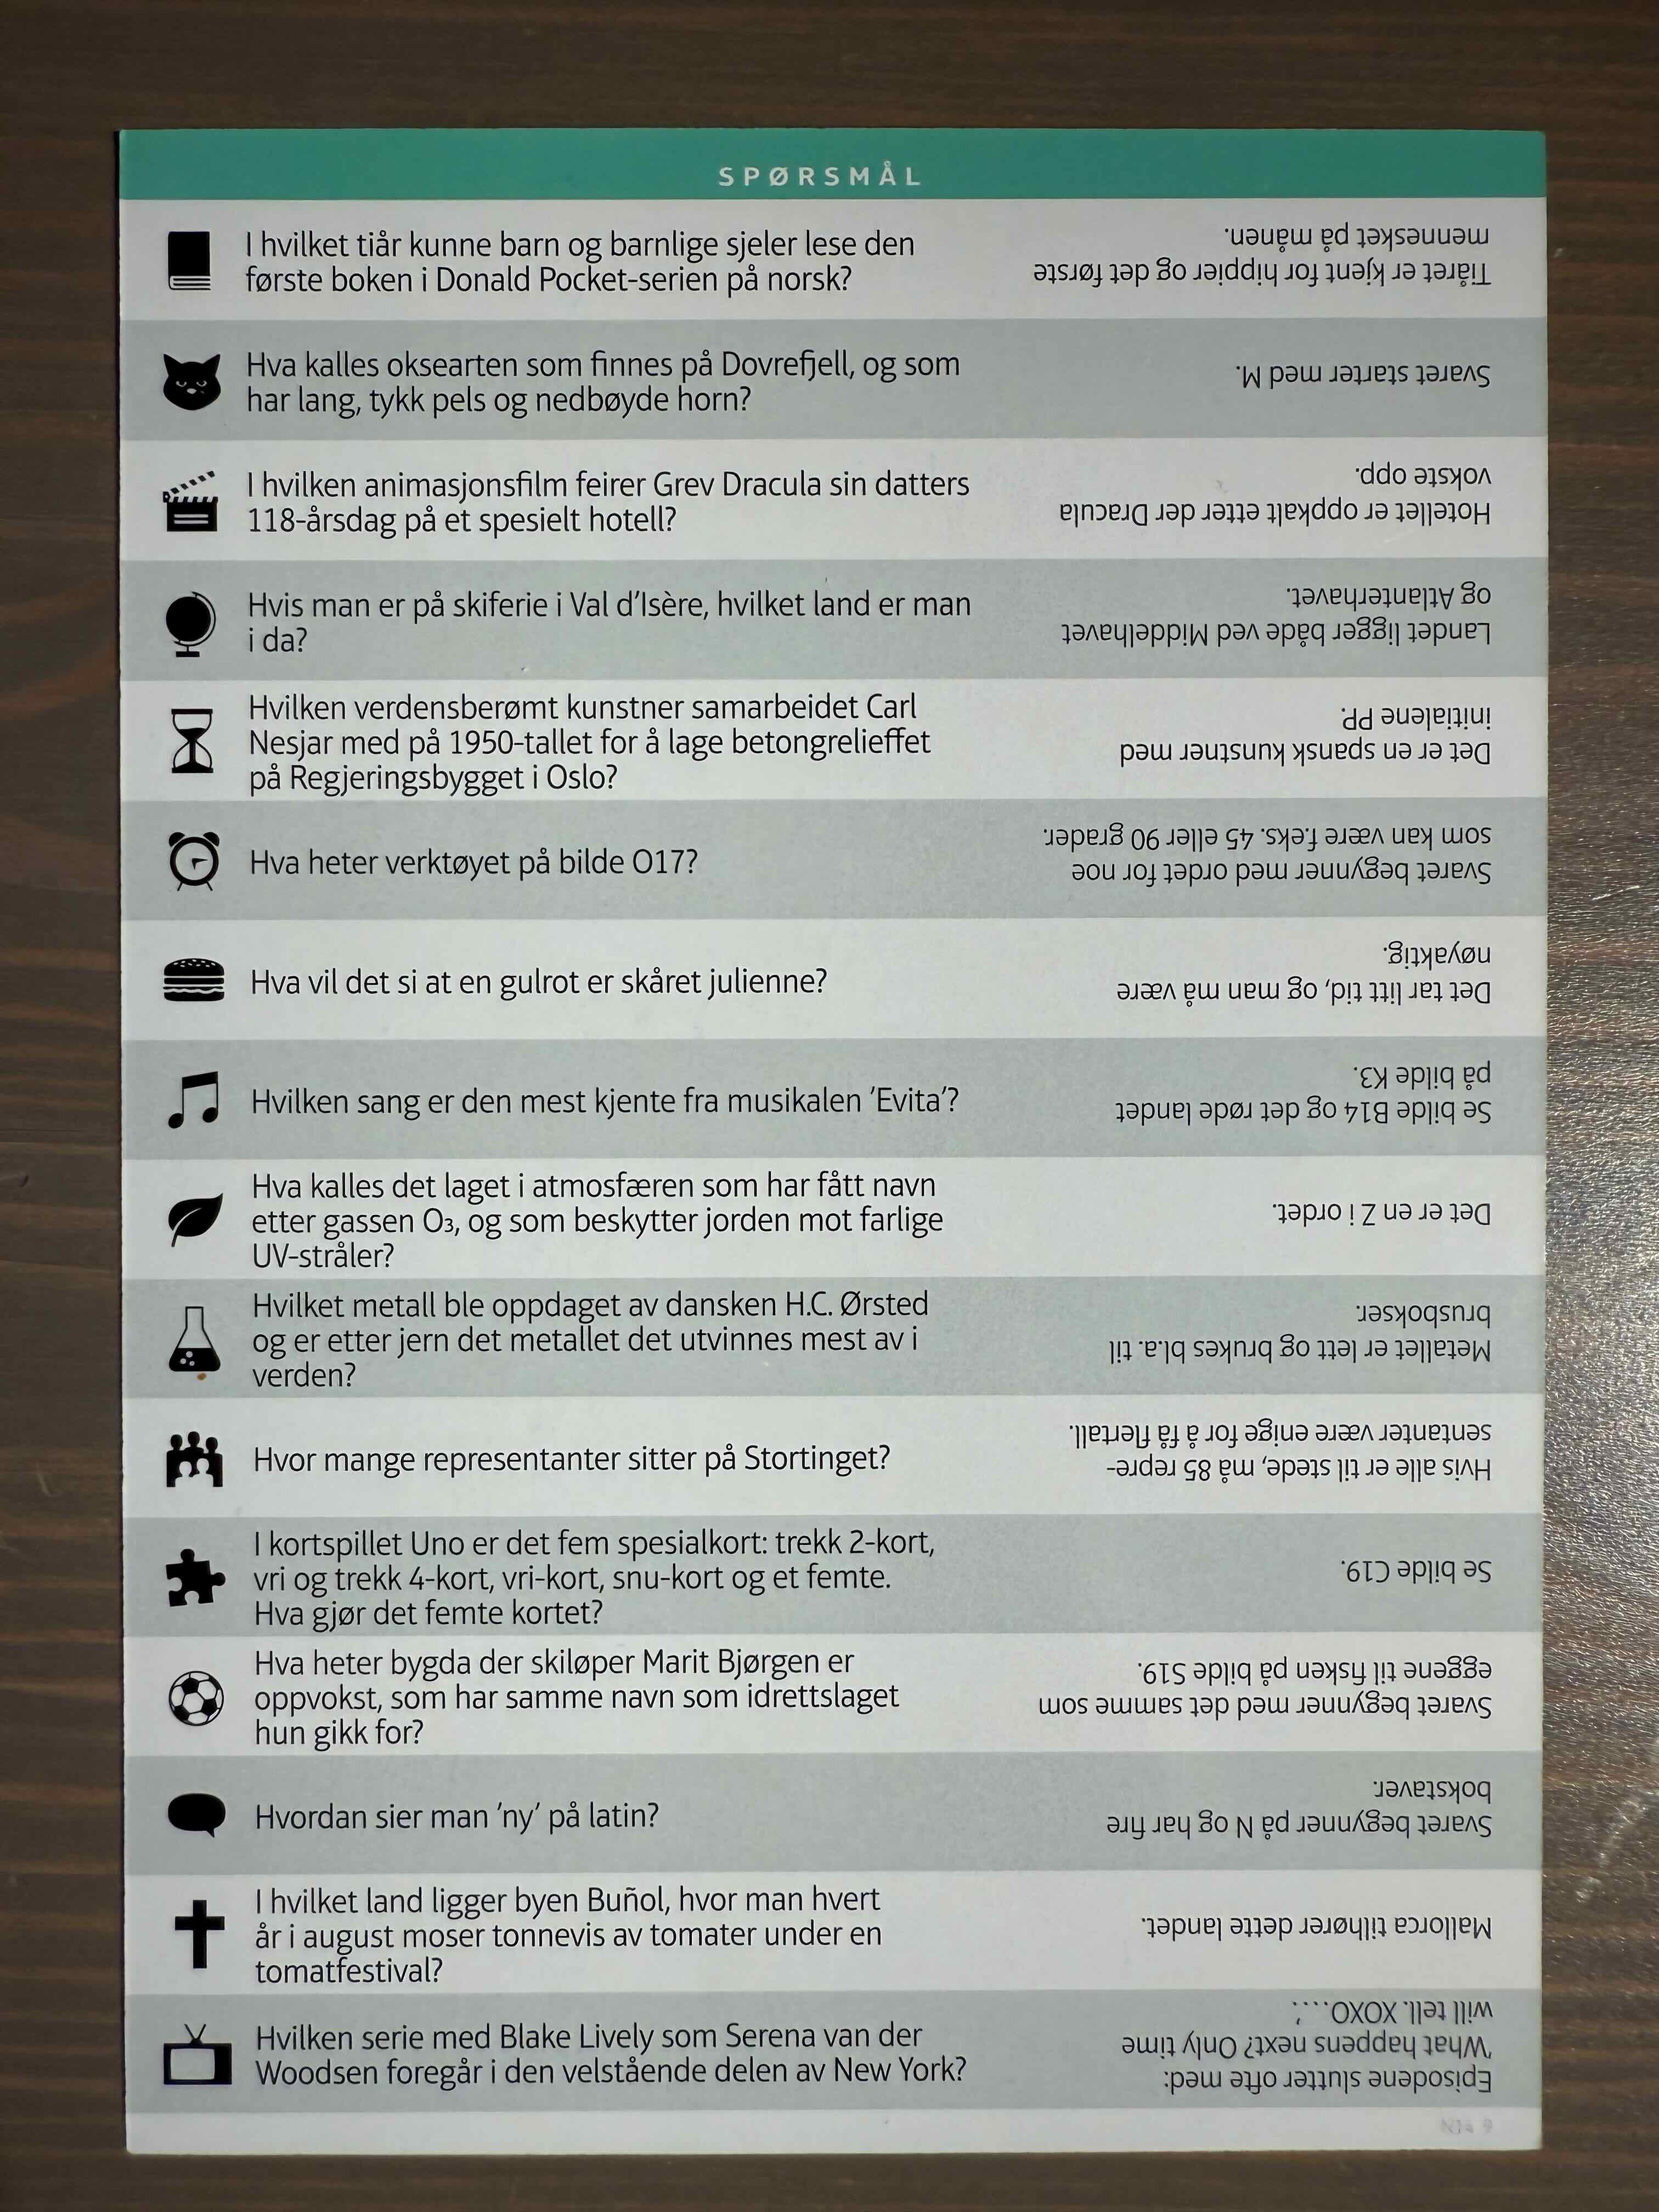 SPØRSMÅL
I hvilket tiår kunne barn og barnlige sjeler lese den
første boken i Donald Pocket-serien på norsk?
Tiåret er kjent for hippier og det første
mennesket på månen.
Hva kalles oksearten som finnes på Dovrefjell, og som
har lang, tykk pels og nedbøyde horn?
Svaret starter med M.
I hvilken animasjonsfilm feirer Grev Dracula sin datters
118-årsdag på et spesielt hotell?
Hotellet er oppkalt etter der Dracula
vokste opp.
Hvis man er på skiferie i Val d'Isère, hvilket land er man
i da?
Landet ligger både ved Middelhavet
og Atlanterhavet.
Hvilken verdensberømt kunstner samarbeidet Carl
Nesjar med på 1950-tallet for å lage betongrelieffet
på Regjeringsbygget i Oslo?
Det er en spansk kunstner med
initialene PP.
Hva heter verktøyet på bilde O17?
Svaret begynner med ordet for noe
som kan være f.eks. 45 eller 90 grader.
Hva vil det si at en gulrot er skåret julienne?
Det tar litt tid, og man må være
nøyaktig.
Hvilken sang er den mest kjente fra musikalen 'Evita'?
Se bilde B14 og det røde landet
på bilde K3.
Hva kalles det laget i atmosfæren som har fått navn
etter gassen O₃, og som beskytter jorden mot farlige
UV-stråler?
Det er en Z i ordet.
Hvilket metall ble oppdaget av dansken H.C. Ørsted
og er etter jern det metallet det utvinnes mest av i
verden?
Metallet er lett og brukes bl.a. til
brusbokser.
Hvor mange representanter sitter på Stortinget?
Hvis alle er til stede, må 85 repre-
sentanter være enige for å få flertall.
I kortspillet Uno er det fem spesialkort: trekk 2-kort,
vri og trekk 4-kort, vri-kort, snu-kort og et femte.
Hva gjør det femte kortet?
Se bilde C19.
Hva heter bygda der skiløper Marit Bjørgen er
oppvokst, som har samme navn som idrettslaget
hun gikk for?
Svaret begynner med det samme som
eggene til fisken på bilde S19.
Hvordan sier man 'ny' på latin?
Svaret begynner på N og har fire
bokstaver.
I hvilket land ligger byen Buñol, hvor man hvert
år i august moser tonnevis av tomater under en
tomatfestival?
Mallorca tilhører dette landet.
Hvilken serie med Blake Lively som Serena van der
Woodsen foregår i den velstående delen av New York?
Episodene slutter ofte med:
'What happens next? Only time
will tell. XOXO....'.